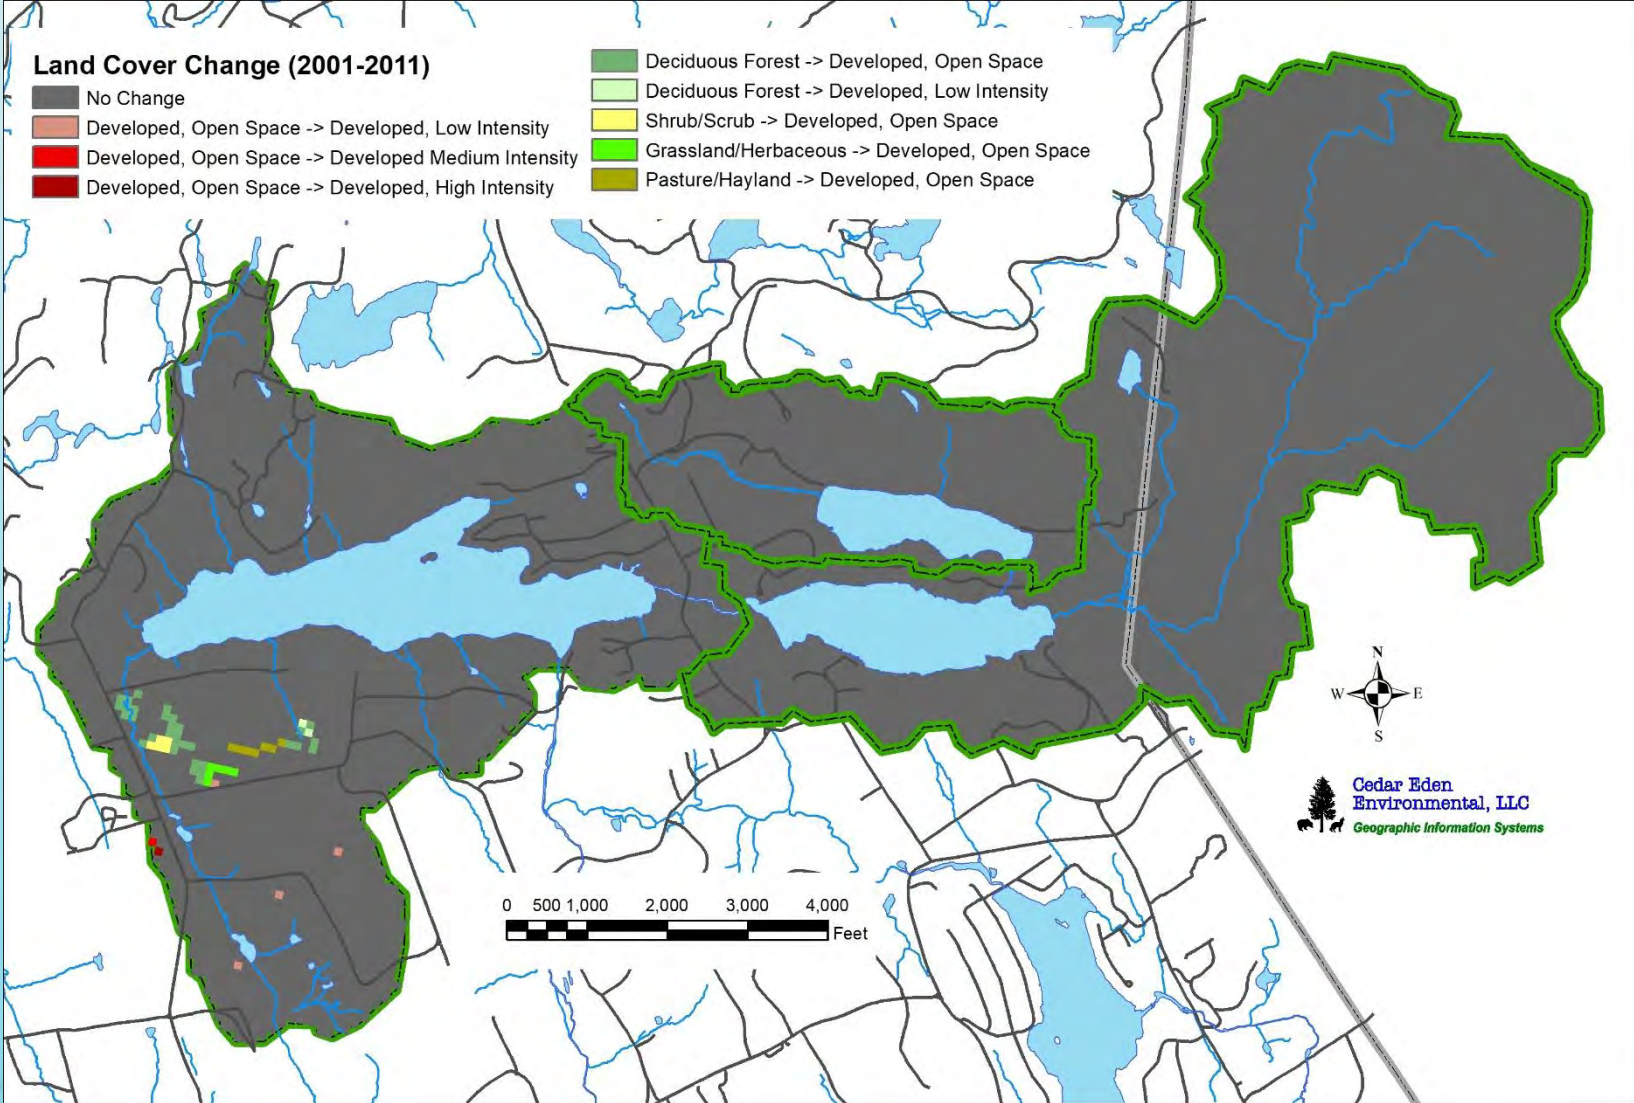 Land Cover Change (2001-2011)
No Change
Developed, Open Space -> Developed, Low Intensity
Developed, Open Space -> Developed Medium Intensity
Developed, Open Space -> Developed, High Intensity
Deciduous Forest -> Developed, Open Space
Deciduous Forest -> Developed, Low Intensity
Shrub/Scrub -> Developed, Open Space
Grassland/Herbaceous -> Developed, Open Space
Pasture/Hayland -> Developed, Open Space
N
W E
S
Cedar Eden
Environmental, LLC
Geographic Information Systems
0 500 1,000 2,000 3,000 4,000
Feet